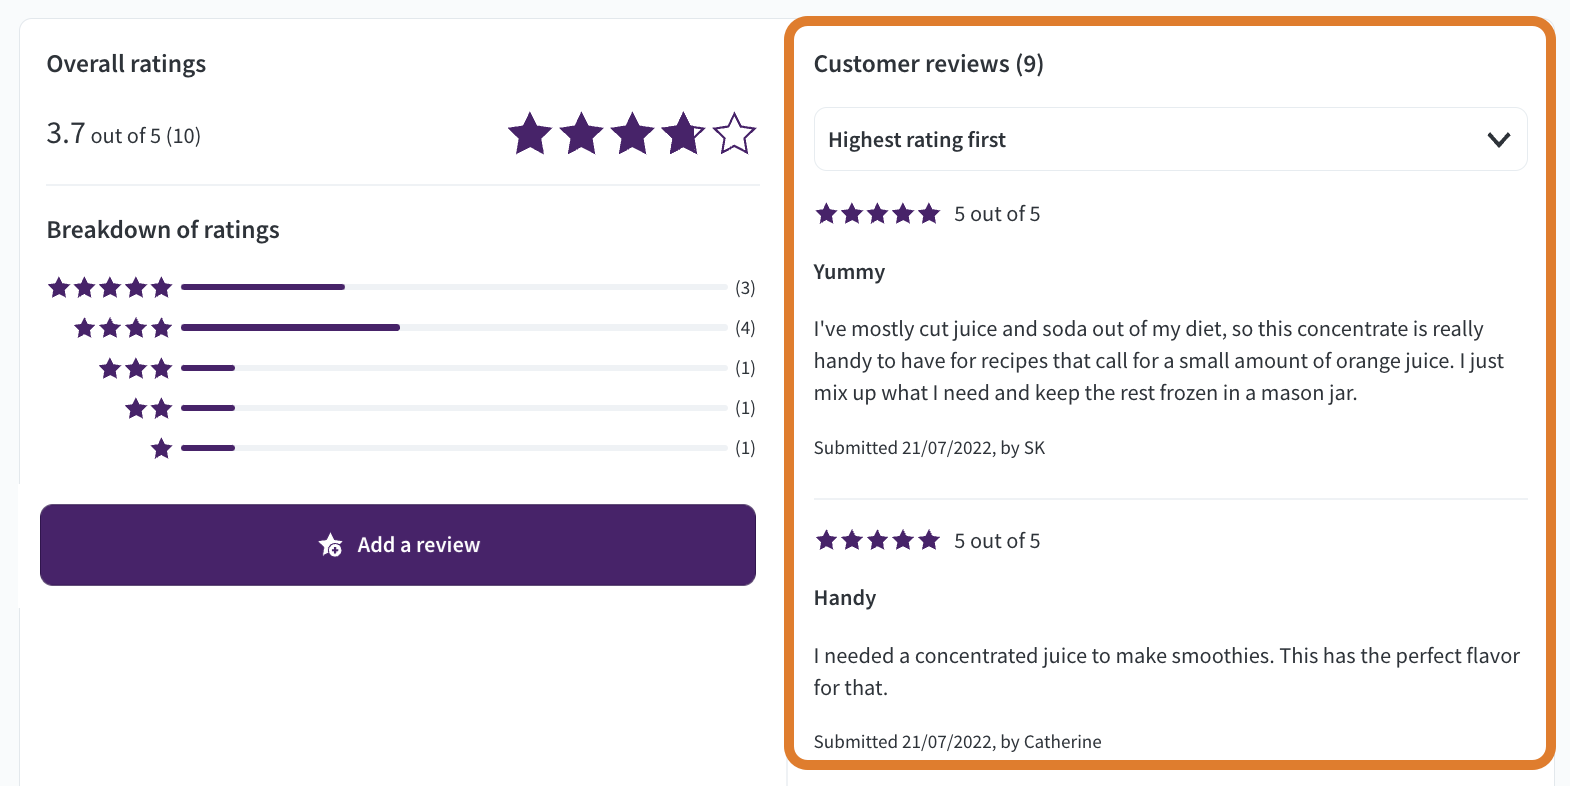 Overall ratings
3.7 out of 5 (10)
Breakdown of ratings
(3)
(4)
(1)
(1)
(1)
Add a review
Customer reviews (9)
Highest rating first
5 out of 5
Yummy
I've mostly cut juice and soda out of my diet, so this concentrate is really
handy to have for recipes that call for a small amount of orange juice. I just
mix up what I need and keep the rest frozen in a mason jar.
Submitted 21/07/2022, by SK
5 out of 5
Handy
I needed a concentrated juice to make smoothies. This has the perfect flavor
for that.
Submitted 21/07/2022, by Catherine